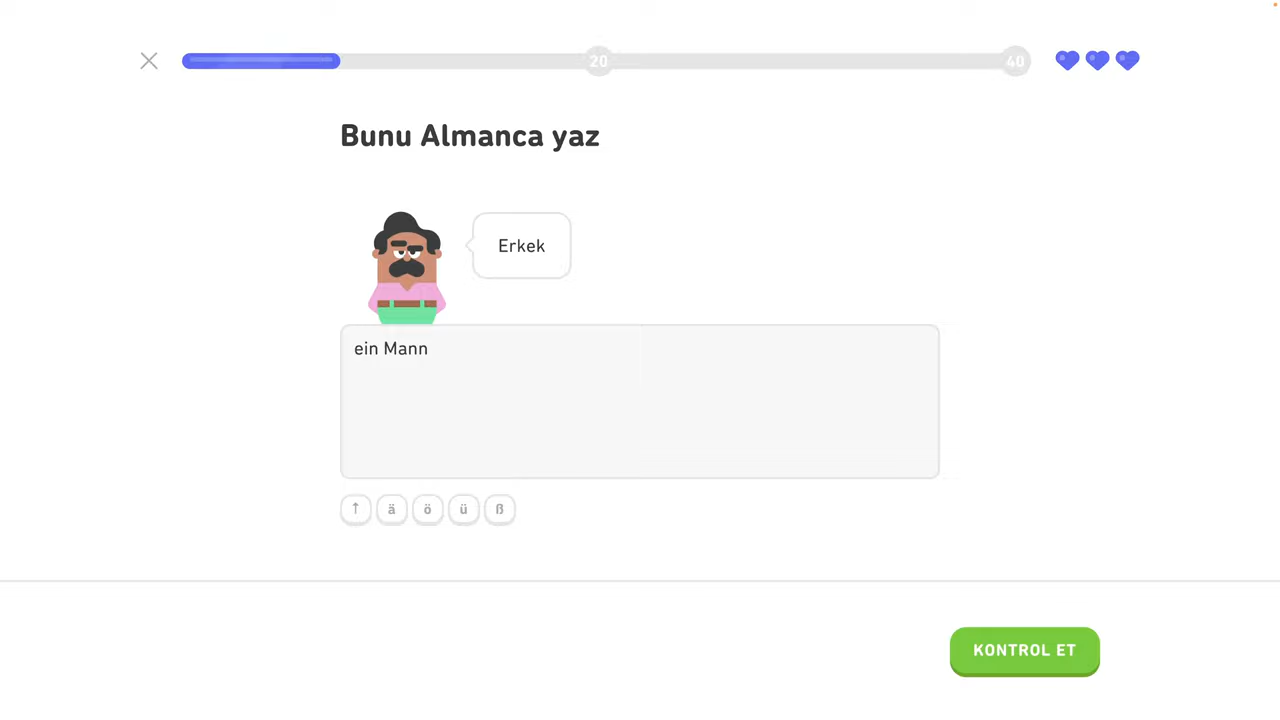 20
40
Bunu Almanca yaz
Erkek
ein Mann
↑ ä ö ü ß
KONTROL ET